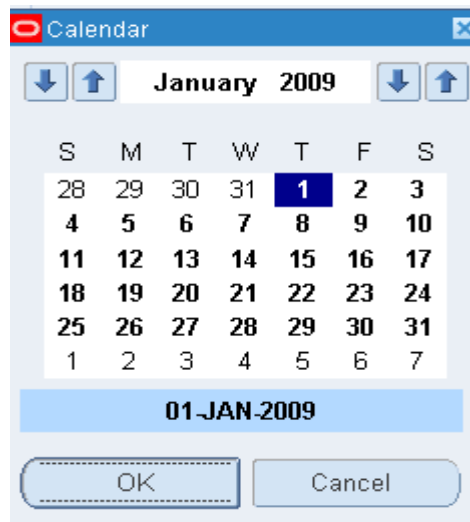 Calendar
January 2009
S M T W T F S
28 29 30 31 1 2 3
4 5 6 7 8 9 10
11 12 13 14 15 16 17
18 19 20 21 22 23 24
25 26 27 28 29 30 31
1 2 3 4 5 6 7
01-JAN-2009
OK Cancel